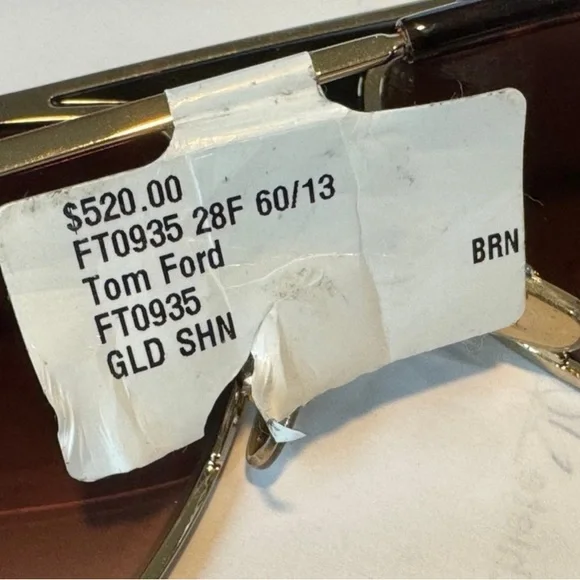 $520.00
FT0935 28F 60/13
Tom Ford
FT0935
GLD SHN
BRN